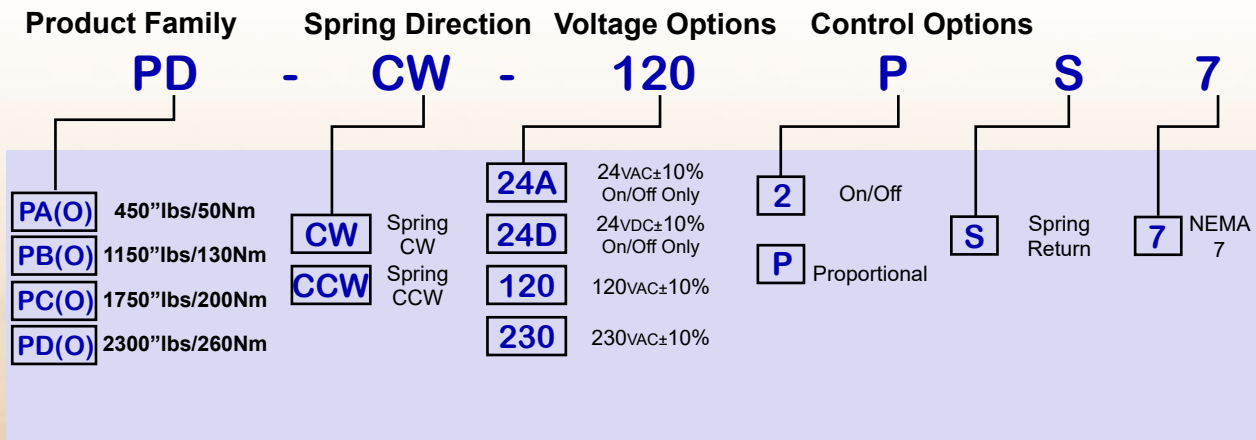 Product Family Spring Direction Voltage Options Control Options
PD - CW - 120 P S 7
PA(O) 450"lbs/50Nm
PB(O) 1150"lbs/130Nm
PC(O) 1750"lbs/200Nm
PD(O) 2300"lbs/260Nm
CW Spring
CW
CCW Spring
CCW
24A 24VAC±10%
On/Off Only
24D 24VDC±10%
On/Off Only
120 120VAC±10%
230 230VAC±10%
2 On/Off
P Proportional
S Spring
Return
7 NEMA
7